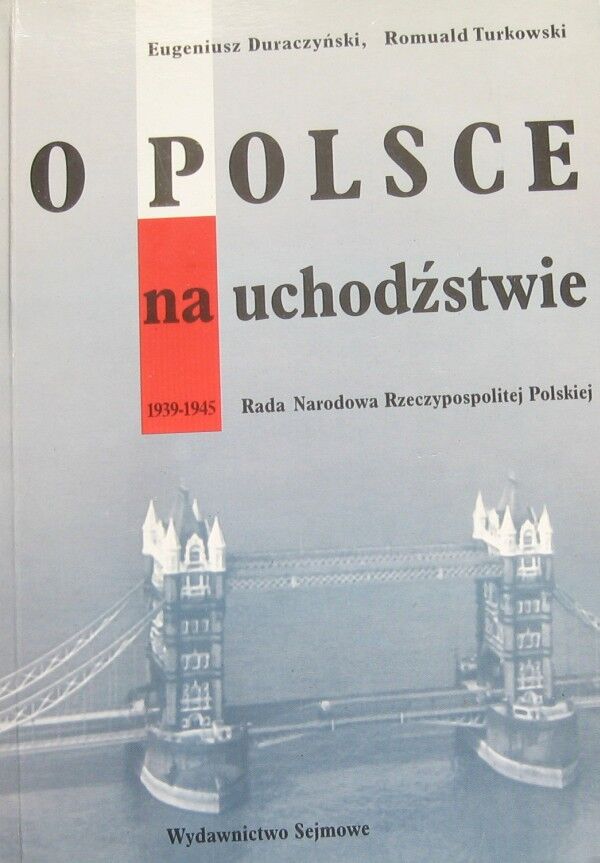 Eugeniusz Duraczyński, Romuald Turkowski
O POLSCE
na uchodźstwie
1939-1945 Rada Narodowa Rzeczypospolitej Polskiej
Wydawnictwo Sejmowe